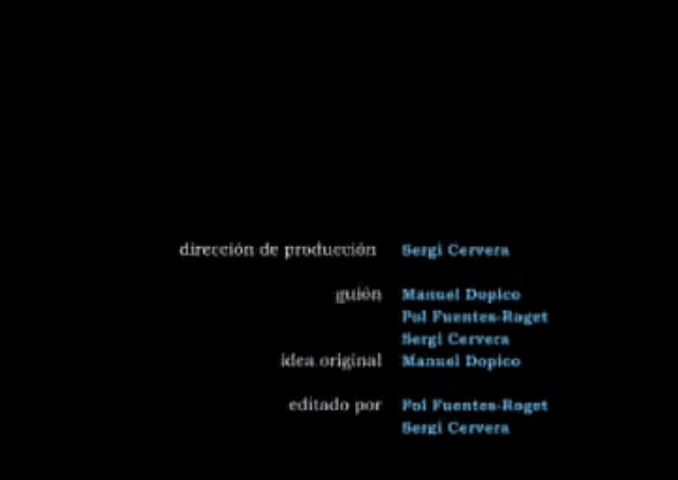 dirección de producción Sergi Cervera
guión Manuel Dopico
Pol Fuentes-Roget
Sergi Cervera
idea original Manuel Dopico
editado por Pol Fuentes-Roget
Sergi Cervera